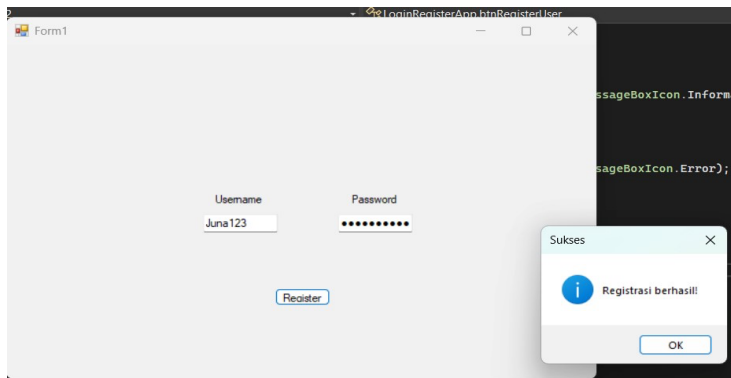 LoginRegisterApp.btnRegisterUser
Form1
ssageBoxIcon.Inform
sageBoxIcon.Error);
Username
Password
Juna123
••••••••••
Register
Sukses
Registrasi berhasil!
OK